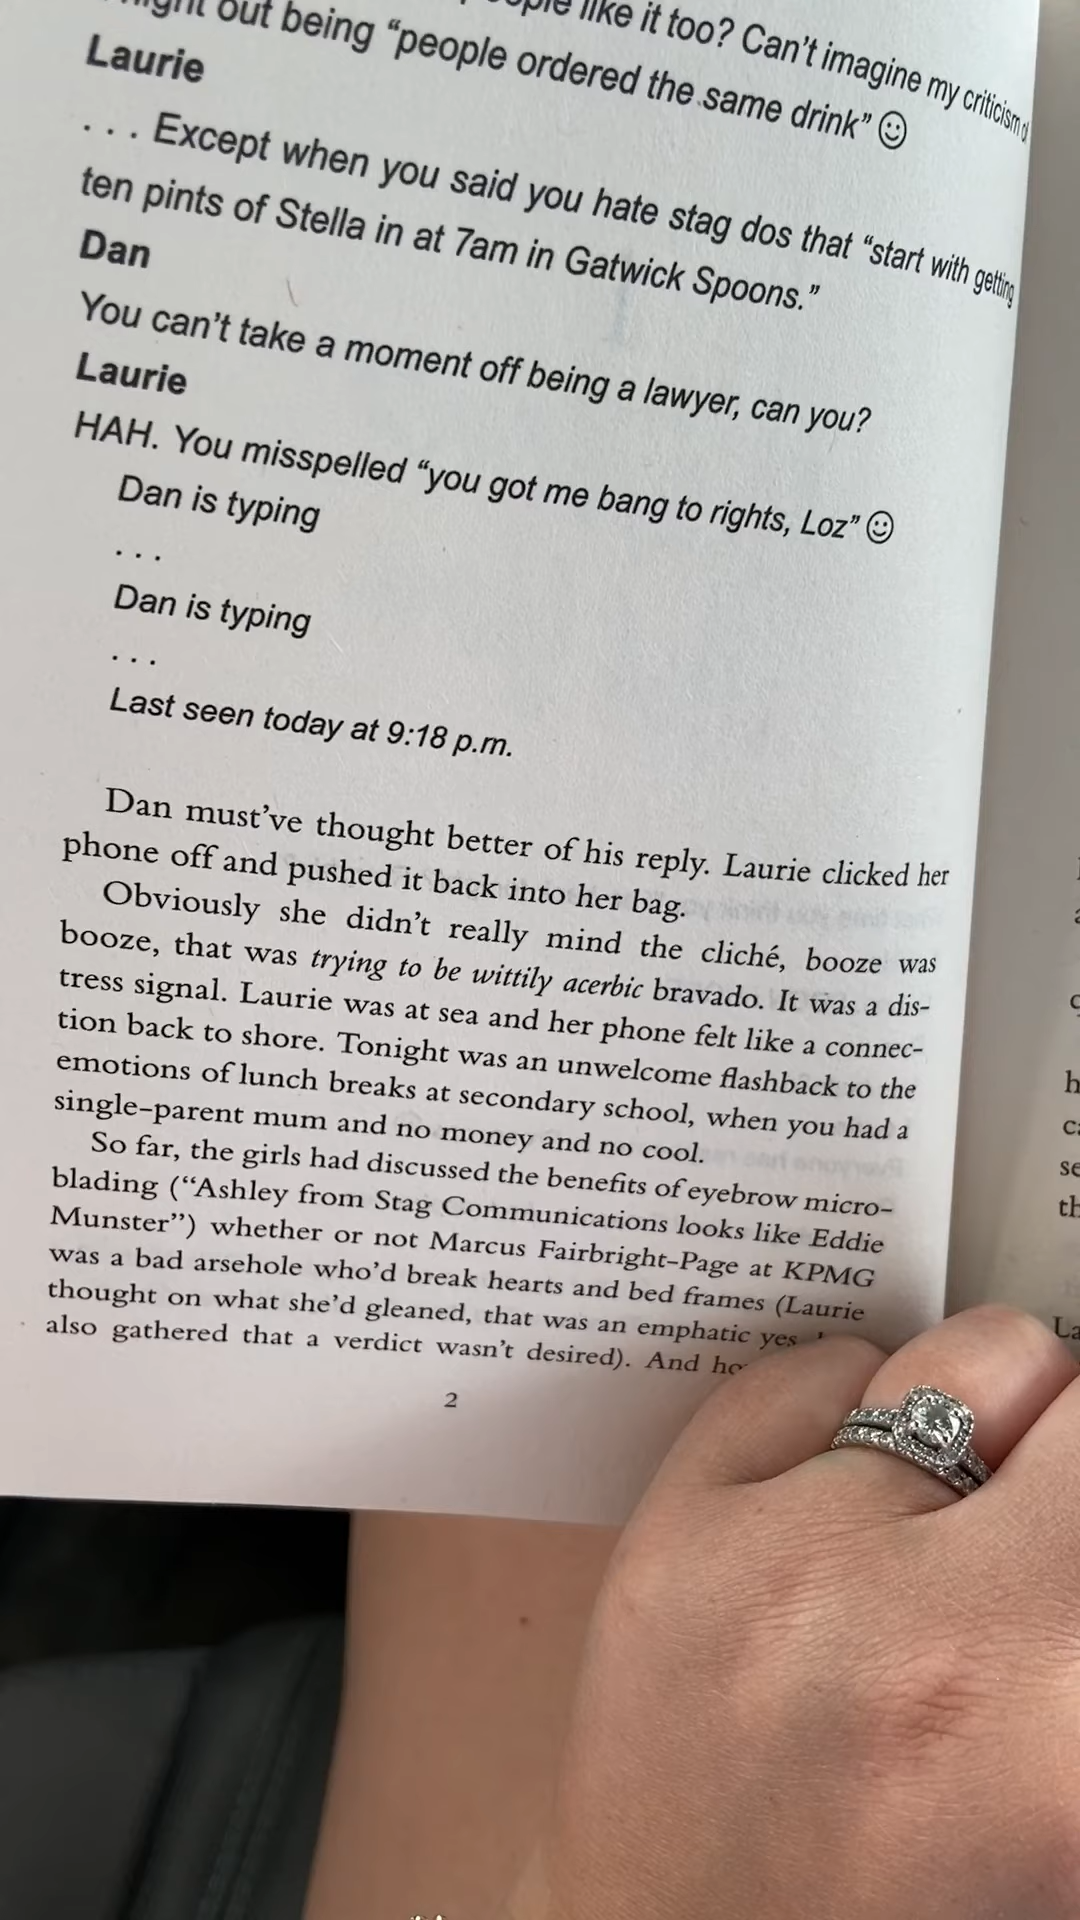 like it too? Can't imagine my criticism
out being "people ordered the same drink" ☺
Laurie
. . . Except when you said you hate stag dos that "start with getting
ten pints of Stella in at 7am in Gatwick Spoons."
Dan
You can't take a moment off being a lawyer, can you?
Laurie
HAH. You misspelled "you got me bang to rights, Loz" ☺
Dan is typing
. . .
Dan is typing
. . .
Last seen today at 9:18 p.m.
Dan must've thought better of his reply. Laurie clicked her
phone off and pushed it back into her bag.
Obviously she didn't really mind the cliché, booze was
booze, that was trying to be wittily acerbic bravado. It was a dis-
tress signal. Laurie was at sea and her phone felt like a connec-
tion back to shore. Tonight was an unwelcome flashback to the
emotions of lunch breaks at secondary school, when you had a
single-parent mum and no money and no cool.
So far, the girls had discussed the benefits of eyebrow micro-
blading ("Ashley from Stag Communications looks like Eddie
Munster") whether or not Marcus Fairbright-Page at KPMG
was a bad arsehole who'd break hearts and bed frames (Laurie
thought on what she'd gleaned, that was an emphatic yes
also gathered that a verdict wasn't desired). And
2